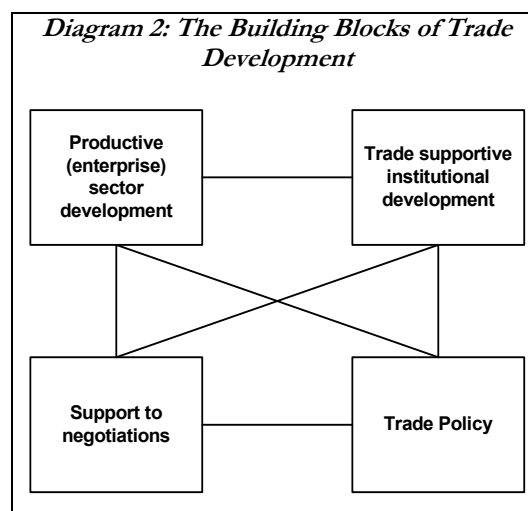 Diagram 2: The Building Blocks of Trade
Development
Productive
(enterprise)
sector
development
Trade supportive
institutional
development
Support to
negotiations
Trade Policy